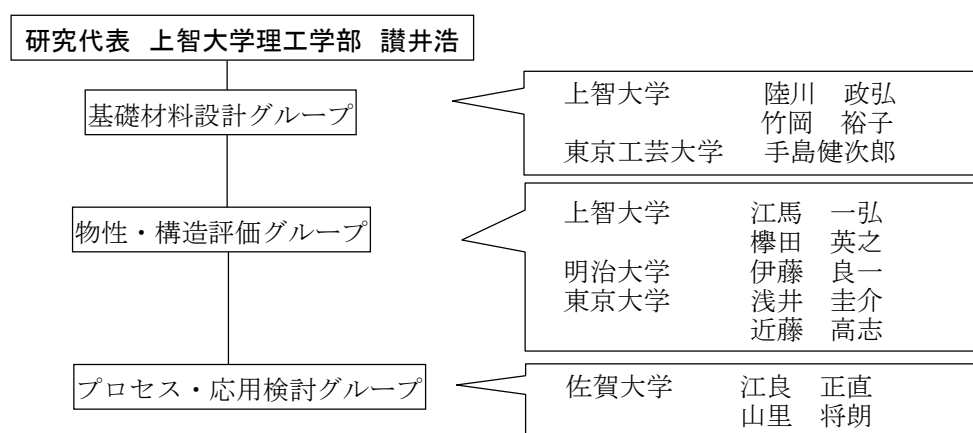 研究代表 上智大学理工学部 讃井浩
基礎材料設計グループ
上智大学 陸川 政弘
竹岡 裕子
東京工芸大学 手島健次郎
物性・構造評価グループ
上智大学 江馬 一弘
欅田 英之
明治大学 伊藤 良一
東京大学 浅井 圭介
近藤 高志
プロセス・応用検討グループ
佐賀大学 江良 正直
山里 将朗